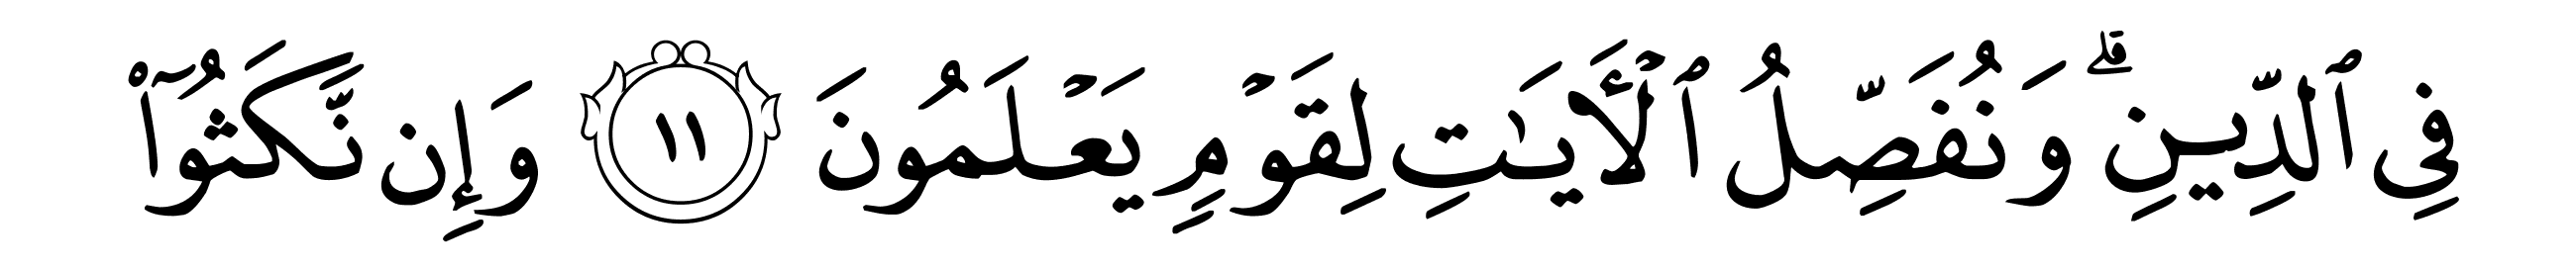 فِي ٱلدِّينِۗ وَنُفَصِّلُ ٱلۡأٓيَٰتِ لِقَوۡمٖ يَعۡلَمُونَ ١١ وَإِن نَّكَثُوٓاْ